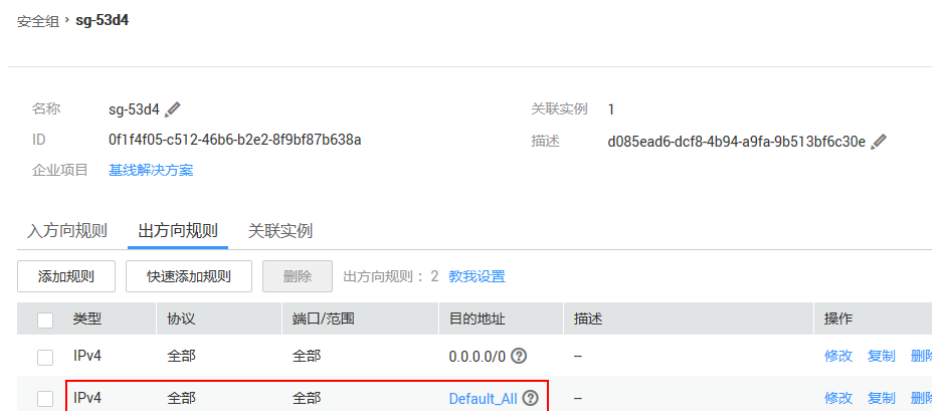 安全组 › sg-53d4
名称 sg-53d4 关联实例 1
ID 0f1f4f05-c512-46b6-b2e2-8f9bf87b638a 描述 d085ead6-dcf8-4b94-a9fa-9b513bf6c30e
企业项目 基线解决方案
入方向规则 出方向规则 关联实例
添加规则 快速添加规则 删除 出方向规则：2 教我设置
类型 协议 端口/范围 目的地址 描述 操作
IPv4 全部 全部 0.0.0.0/0 ? -- 修改 复制 删除
IPv4 全部 全部 Default_All ? -- 修改 复制 删除